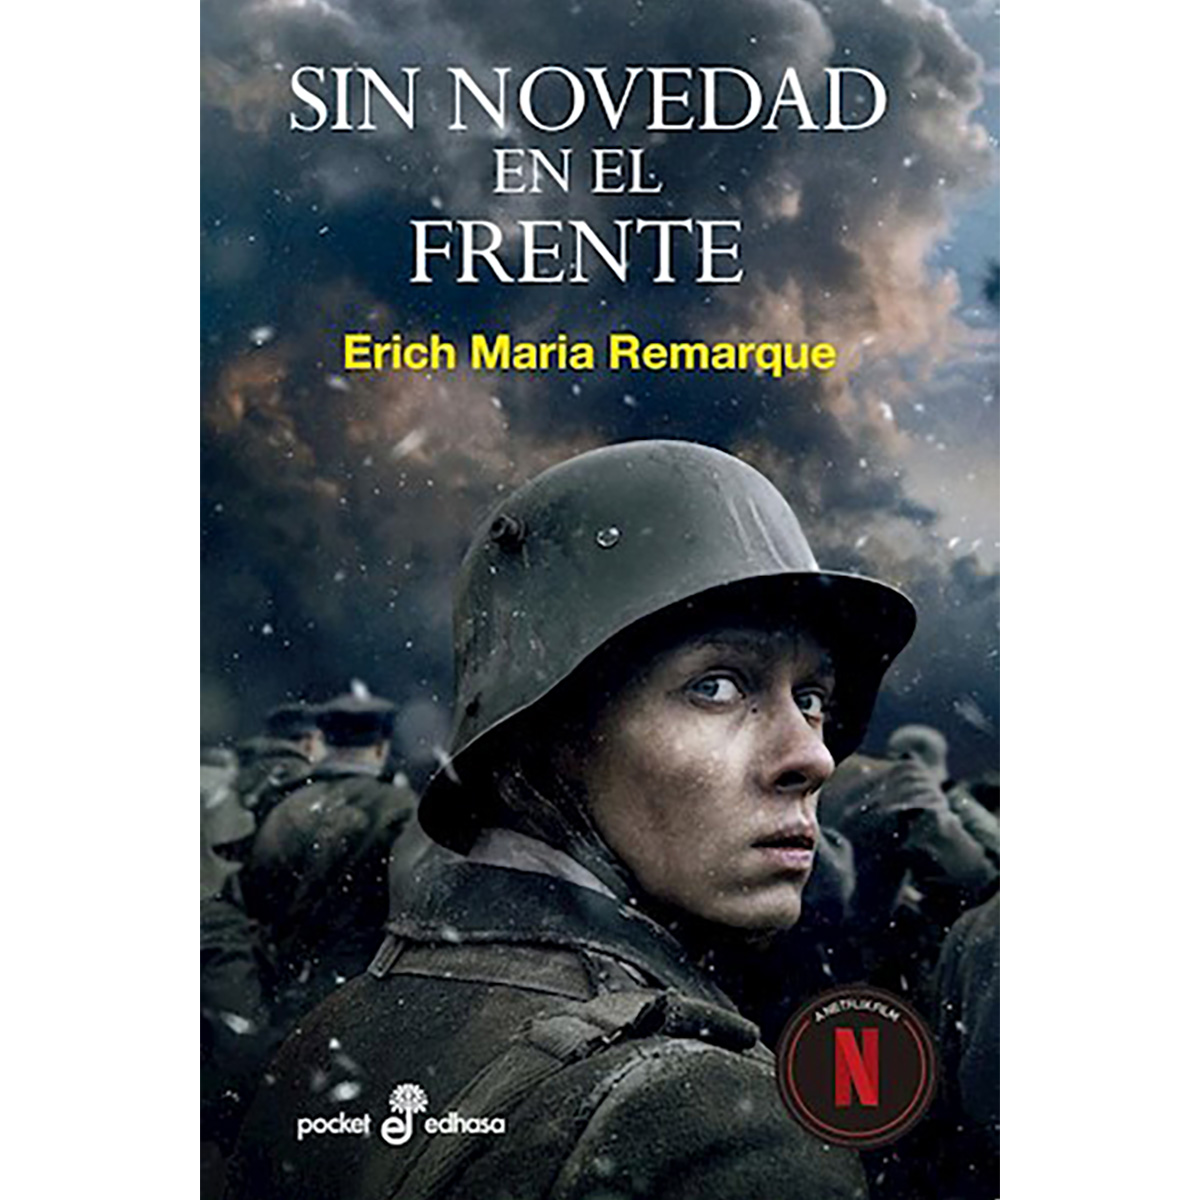 SIN NOVEDAD
EN EL
FRENTE
Erich Maria Remarque
A NETFLIX FILM
N
pocket edhasa